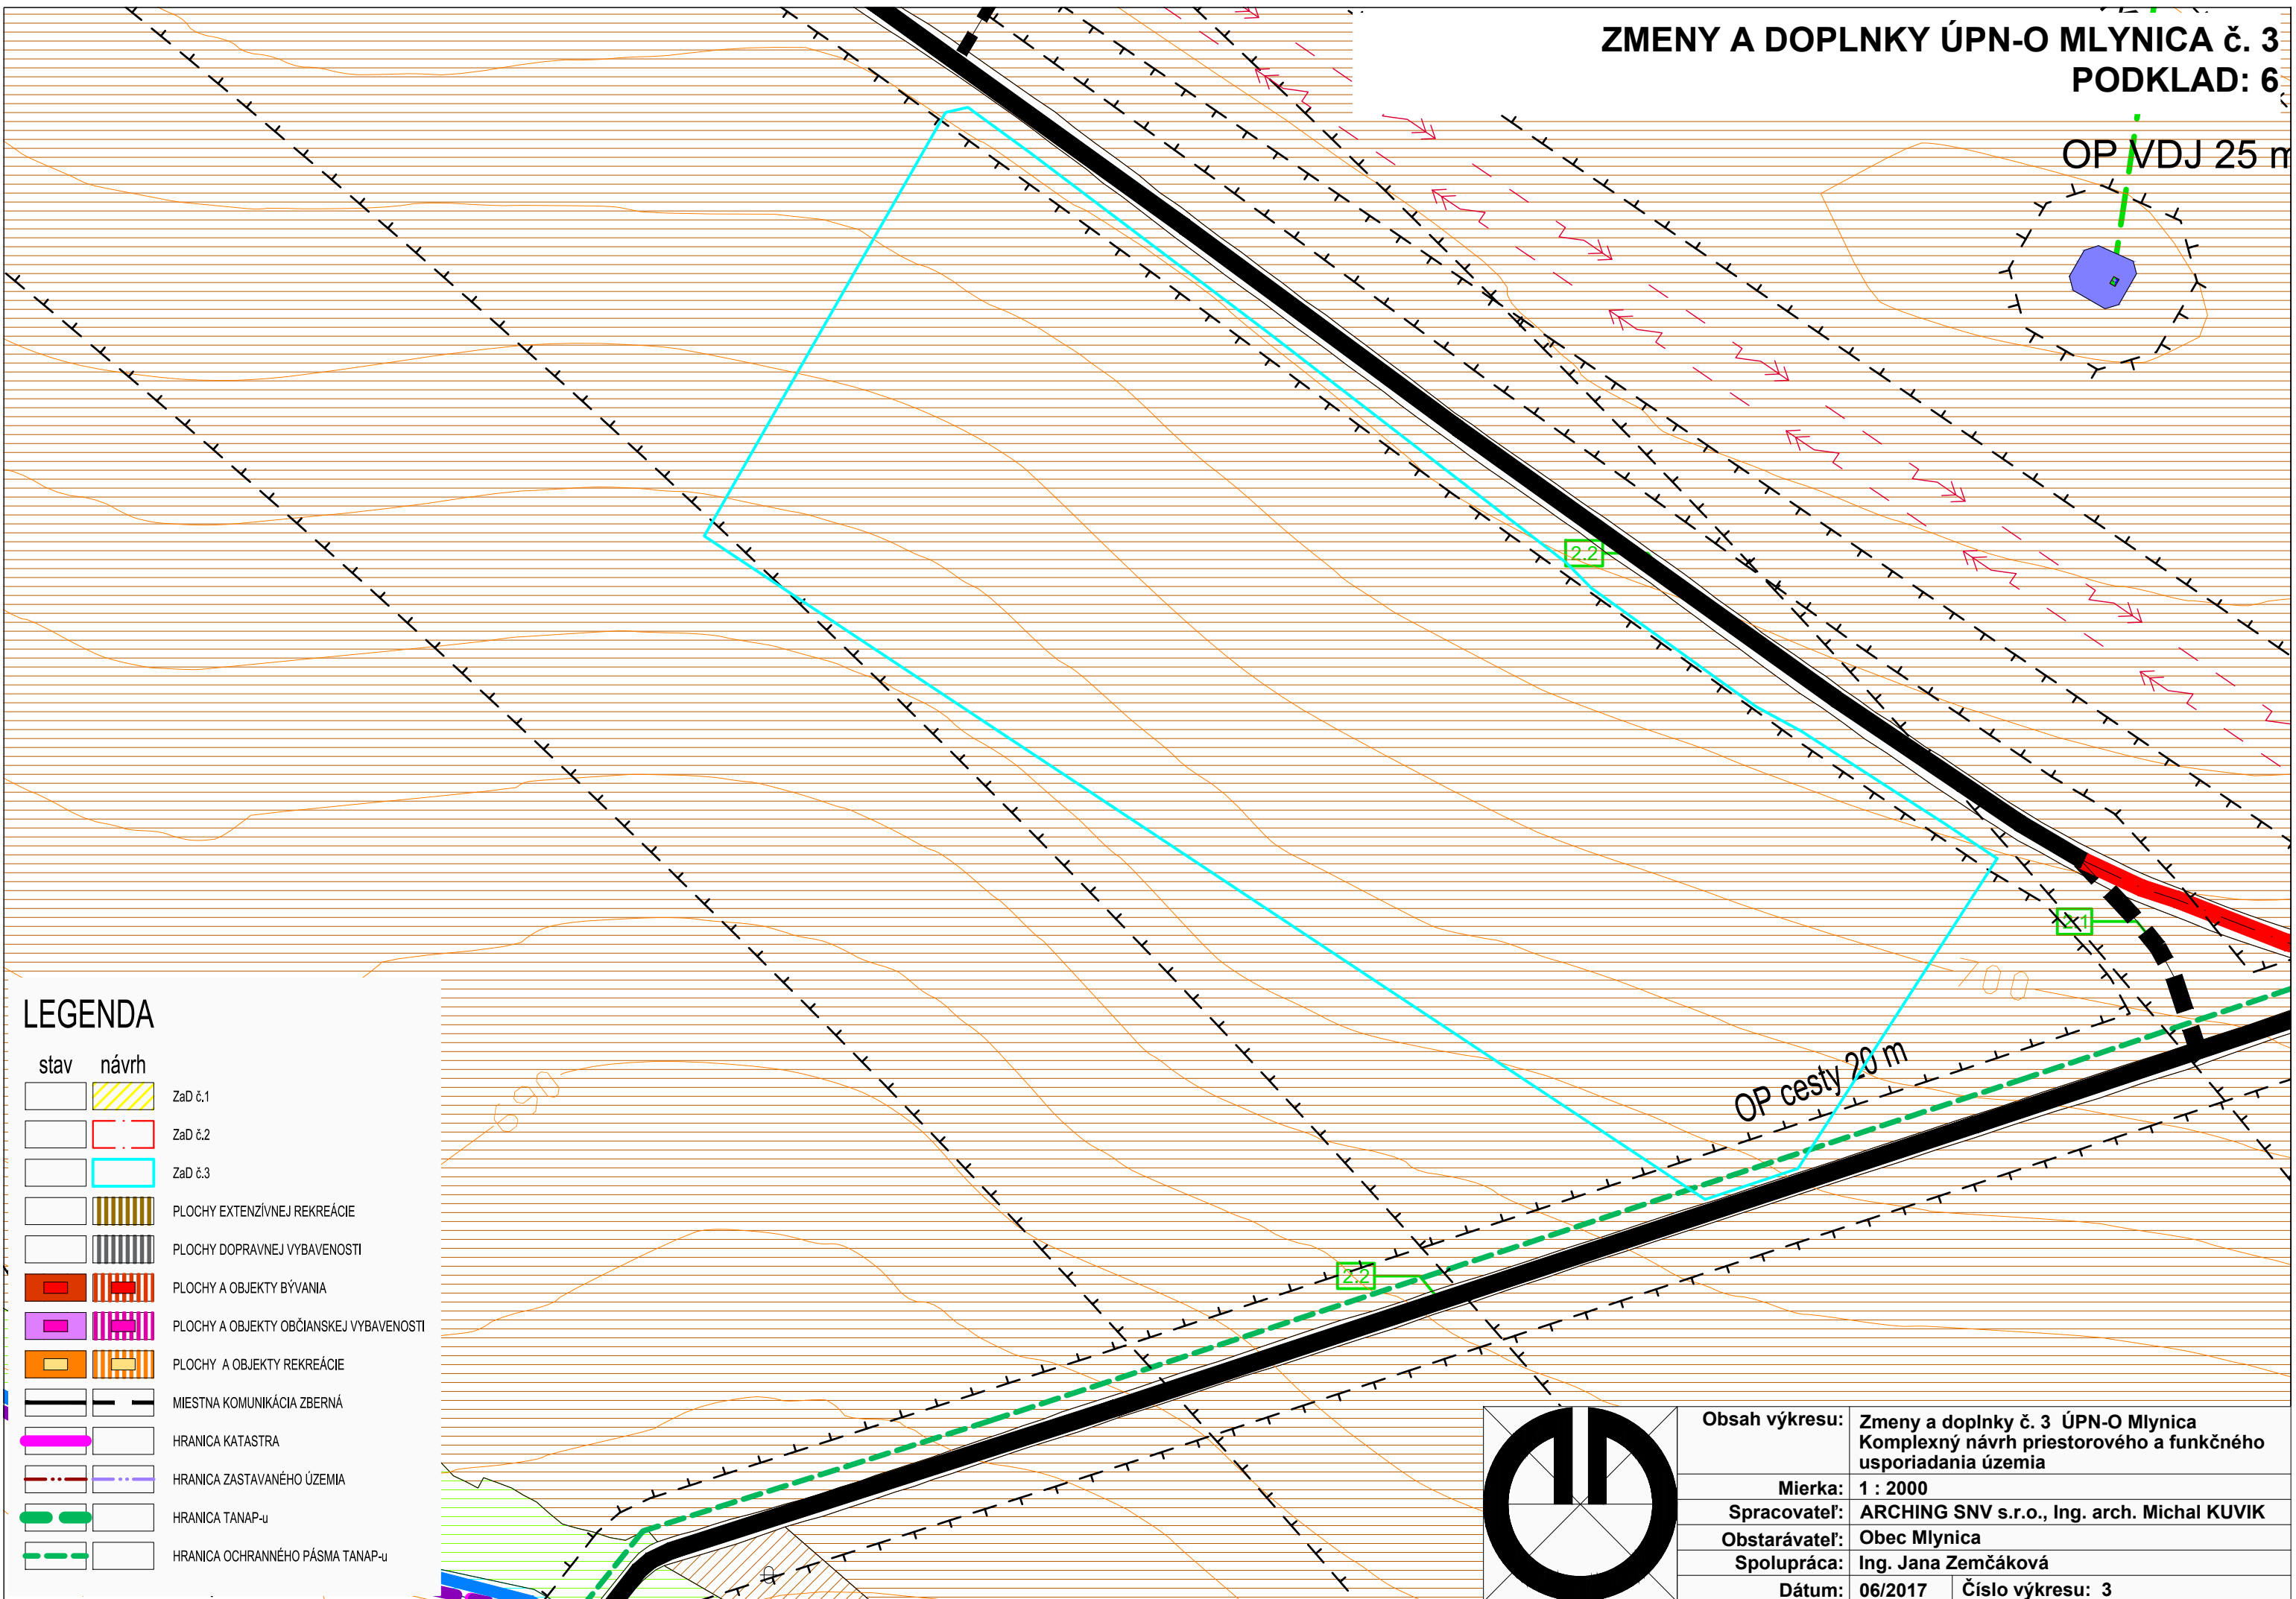 ZMENY A DOPLNKY ÚPN-O MLYNICA č. 3
PODKLAD: 6
OP VDJ 25 m
2.2
2.1
700
690
OP cesty 20 m
2.2
LEGENDA
stav návrh
ZaD č.1
ZaD č.2
ZaD č.3
PLOCHY EXTENZÍVNEJ REKREÁCIE
PLOCHY DOPRAVNEJ VYBAVENOSTI
PLOCHY A OBJEKTY BÝVANIA
PLOCHY A OBJEKTY OBČIANSKEJ VYBAVENOSTI
PLOCHY A OBJEKTY REKREÁCIE
MIESTNA KOMUNIKÁCIA ZBERNÁ
HRANICA KATASTRA
HRANICA ZASTAVANÉHO ÚZEMIA
HRANICA TANAP-u
HRANICA OCHRANNÉHO PÁSMA TANAP-u
Obsah výkresu: Zmeny a doplnky č. 3 ÚPN-O Mlynica
Komplexný návrh priestorového a funkčného
usporiadania územia
Mierka: 1 : 2000
Spracovateľ: ARCHING SNV s.r.o., Ing. arch. Michal KUVIK
Obstarávateľ: Obec Mlynica
Spolupráca: Ing. Jana Zemčáková
Dátum: 06/2017 Číslo výkresu: 3